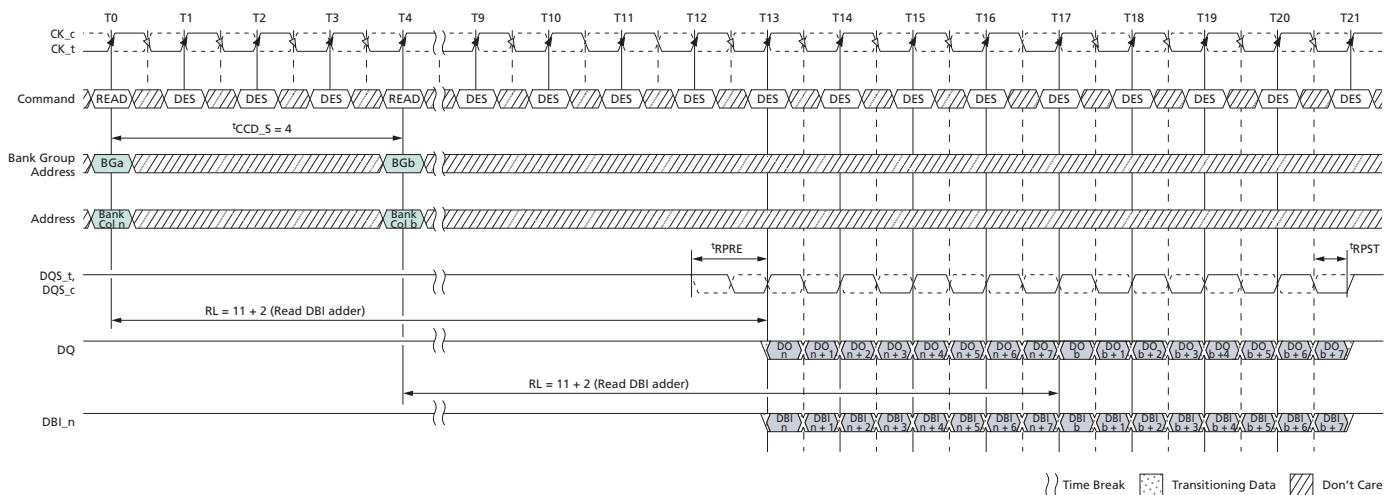 T0 T1 T2 T3 T4 T9 T10 T11 T12 T13 T14 T15 T16 T17 T18 T19 T20 T21
CK_c
CK_t
Command READ DES DES DES READ DES DES DES DES DES DES DES DES DES DES DES DES DES
tCCD_S = 4
Bank Group
Address
BGa BGb
Address
Bank
Col n
Bank
Col b
tRPRE tRPST
DQS_t,
DQS_c
RL = 11 + 2 (Read DBI adder)
DQ
DO
n
DO
n + 1
DO
n + 2
DO
n + 3
DO
n + 4
DO
n + 5
DO
n + 6
DO
n + 7
DO
b
DO
b + 1
DO
b + 2
DO
b + 3
DO
b +4
DO
b + 5
DO
b + 6
DO
b + 7
RL = 11 + 2 (Read DBI adder)
DBI_n
DBI
n
DBI
n + 1
DBI
n + 2
DBI
n + 3
DBI
n + 4
DBI
n + 5
DBI
n + 6
DBI
n + 7
DBI
b
DBI
b + 1
DBI
b + 2
DBI
b + 3
DBI
b + 4
DBI
b + 5
DBI
b + 6
DBI
b + 7
Time Break Transitioning Data Don't Care